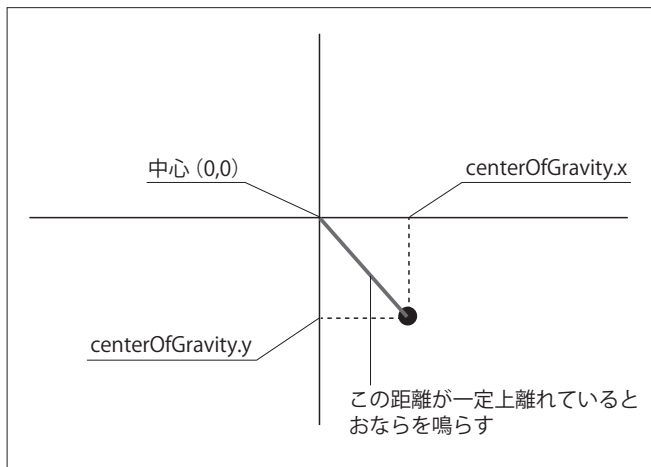 中心（0,0）
centerOfGravity.x
centerOfGravity.y
この距離が一定上離れていると
おならを鳴らす